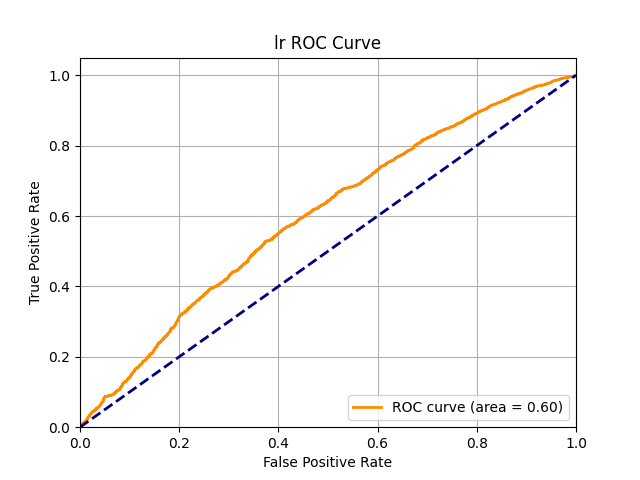 lr ROC Curve
True Positive Rate
1.0
0.8
0.6
0.4
0.2
0.0
0.0 0.2 0.4 0.6 0.8 1.0
False Positive Rate
ROC curve (area = 0.60)